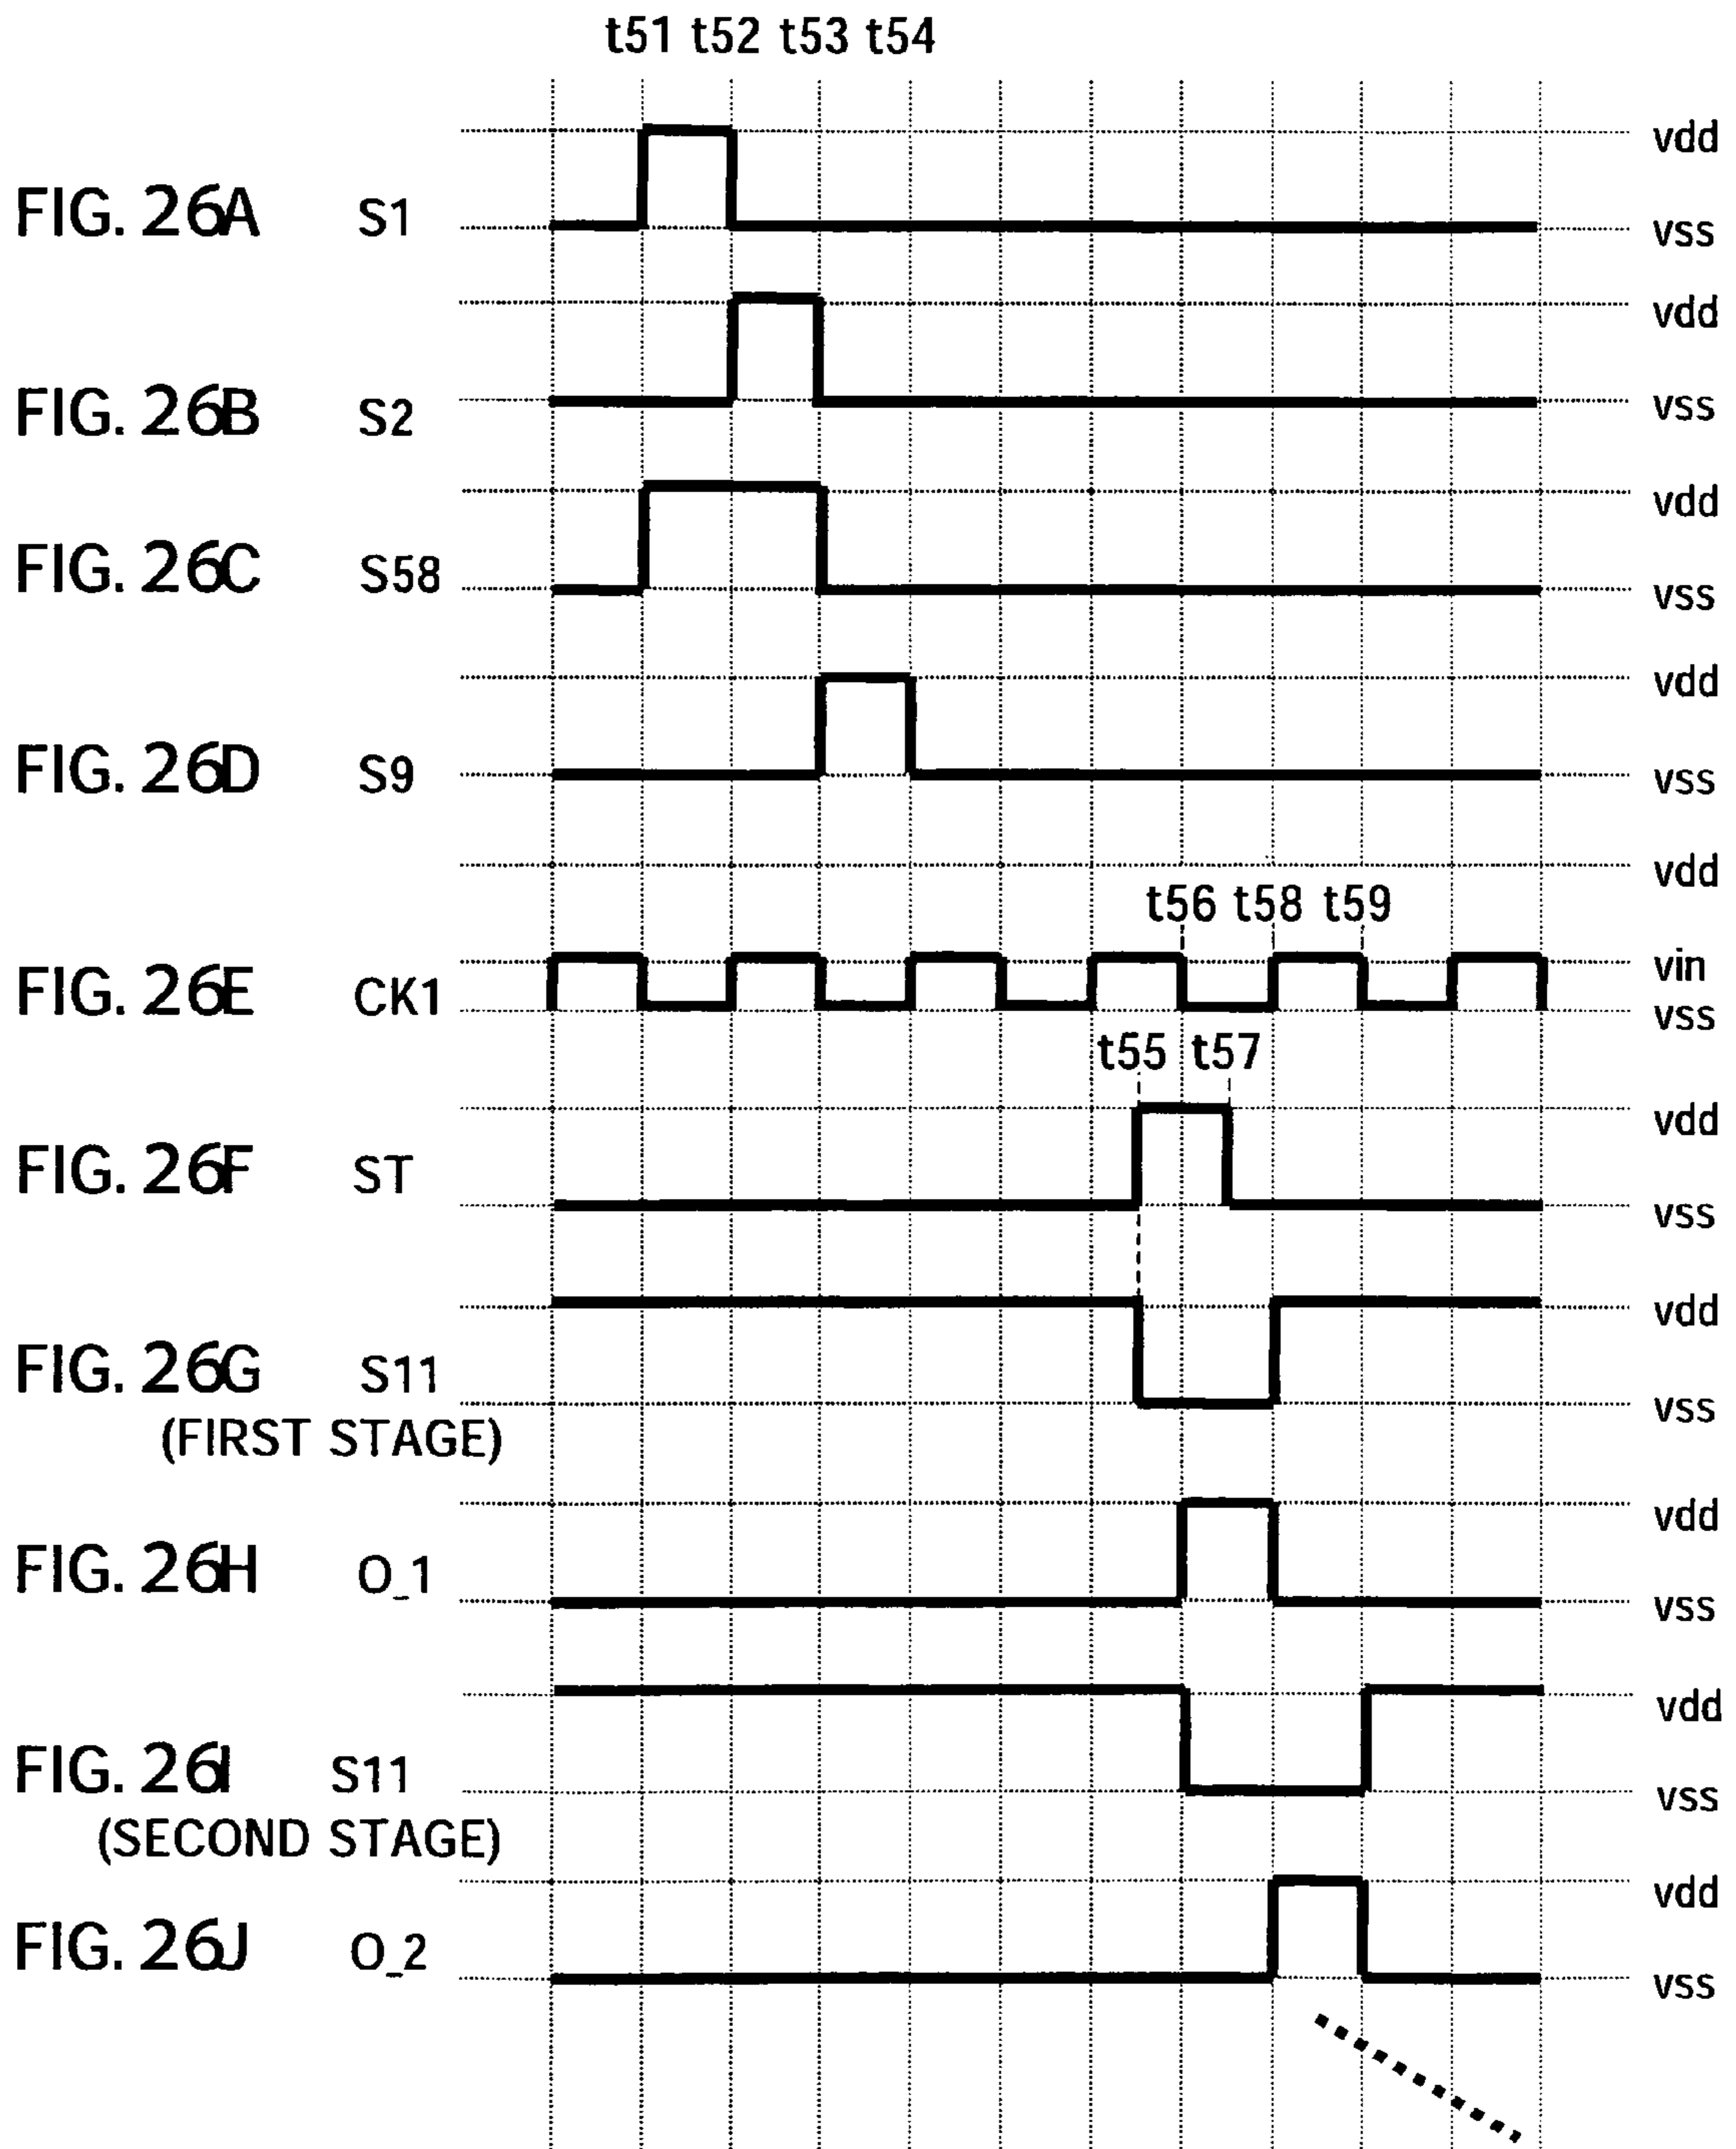 t51 t52 t53 t54
vdd
FIG. 26A S1 vss
vdd
FIG. 26B S2 vss
vdd
FIG. 26C S58 vss
vdd
FIG. 26D S9 vss
vdd
t56 t58 t59
vin
FIG. 26E CK1 vss
t55 t57
vdd
FIG. 26F ST vss
vdd
FIG. 26G S11 vss
(FIRST STAGE)
vdd
FIG. 26H O_1 vss
vdd
FIG. 26I S11 vss
(SECOND STAGE)
vdd
FIG. 26J O_2 vss